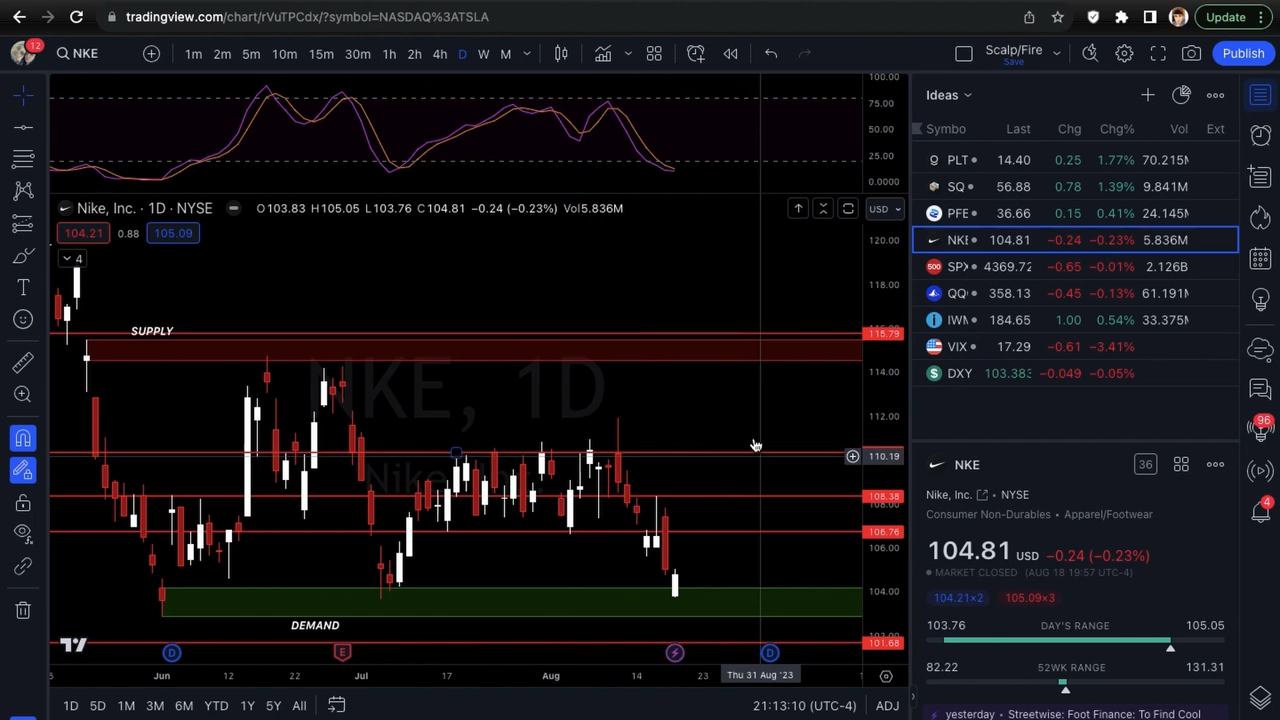 tradingview.com/chart/rVuTPCdx/?symbol=NASDAQ%3ATSLA
Update
12
NKE
1m 2m 5m 10m 15m 30m 1h 2h 4h D W M
Scalp/Fire
Save
Publish
100.00
75.00
50.00
25.00
0.0000
Nike, Inc. · 1D · NYSE
O103.83 H105.05 L103.76 C104.81 −0.24 (−0.23%) Vol5.836M
USD
104.21 0.88 105.09
4
120.00
118.00
SUPPLY
115.79
114.00
NKE, 1D
112.00
110.19
Nike, Inc.
108.38
108.00
106.76
106.00
104.00
DEMAND
101.68
D E D
Jun 12 22 Jul 17 Aug 14 23 Thu 31 Aug '23
1D 5D 1M 3M 6M YTD 1Y 5Y All
21:13:10 (UTC-4) ADJ
Ideas
Symbo Last Chg Chg% Vol Ext
PLT 14.40 0.25 1.77% 70.215M
SQ 56.88 0.78 1.39% 9.841M
PFE 36.66 0.15 0.41% 24.145M
NKE 104.81 −0.24 −0.23% 5.836M
500 SPX 4369.72 −0.65 −0.01% 2.126B
QQQ 358.13 −0.45 −0.13% 61.191M
IWM 184.65 1.00 0.54% 33.375M
VIX 17.29 −0.61 −3.41%
DXY 103.383 −0.049 −0.05%
NKE
36
Nike, Inc. NYSE
Consumer Non-Durables • Apparel/Footwear
104.81 USD −0.24 (−0.23%)
MARKET CLOSED (AUG 18 19:57 UTC-4)
104.21×2 105.09×3
103.76 DAY'S RANGE 105.05
82.22 52WK RANGE 131.31
yesterday • Streetwise: Foot Finance: To Find Cool
96
4